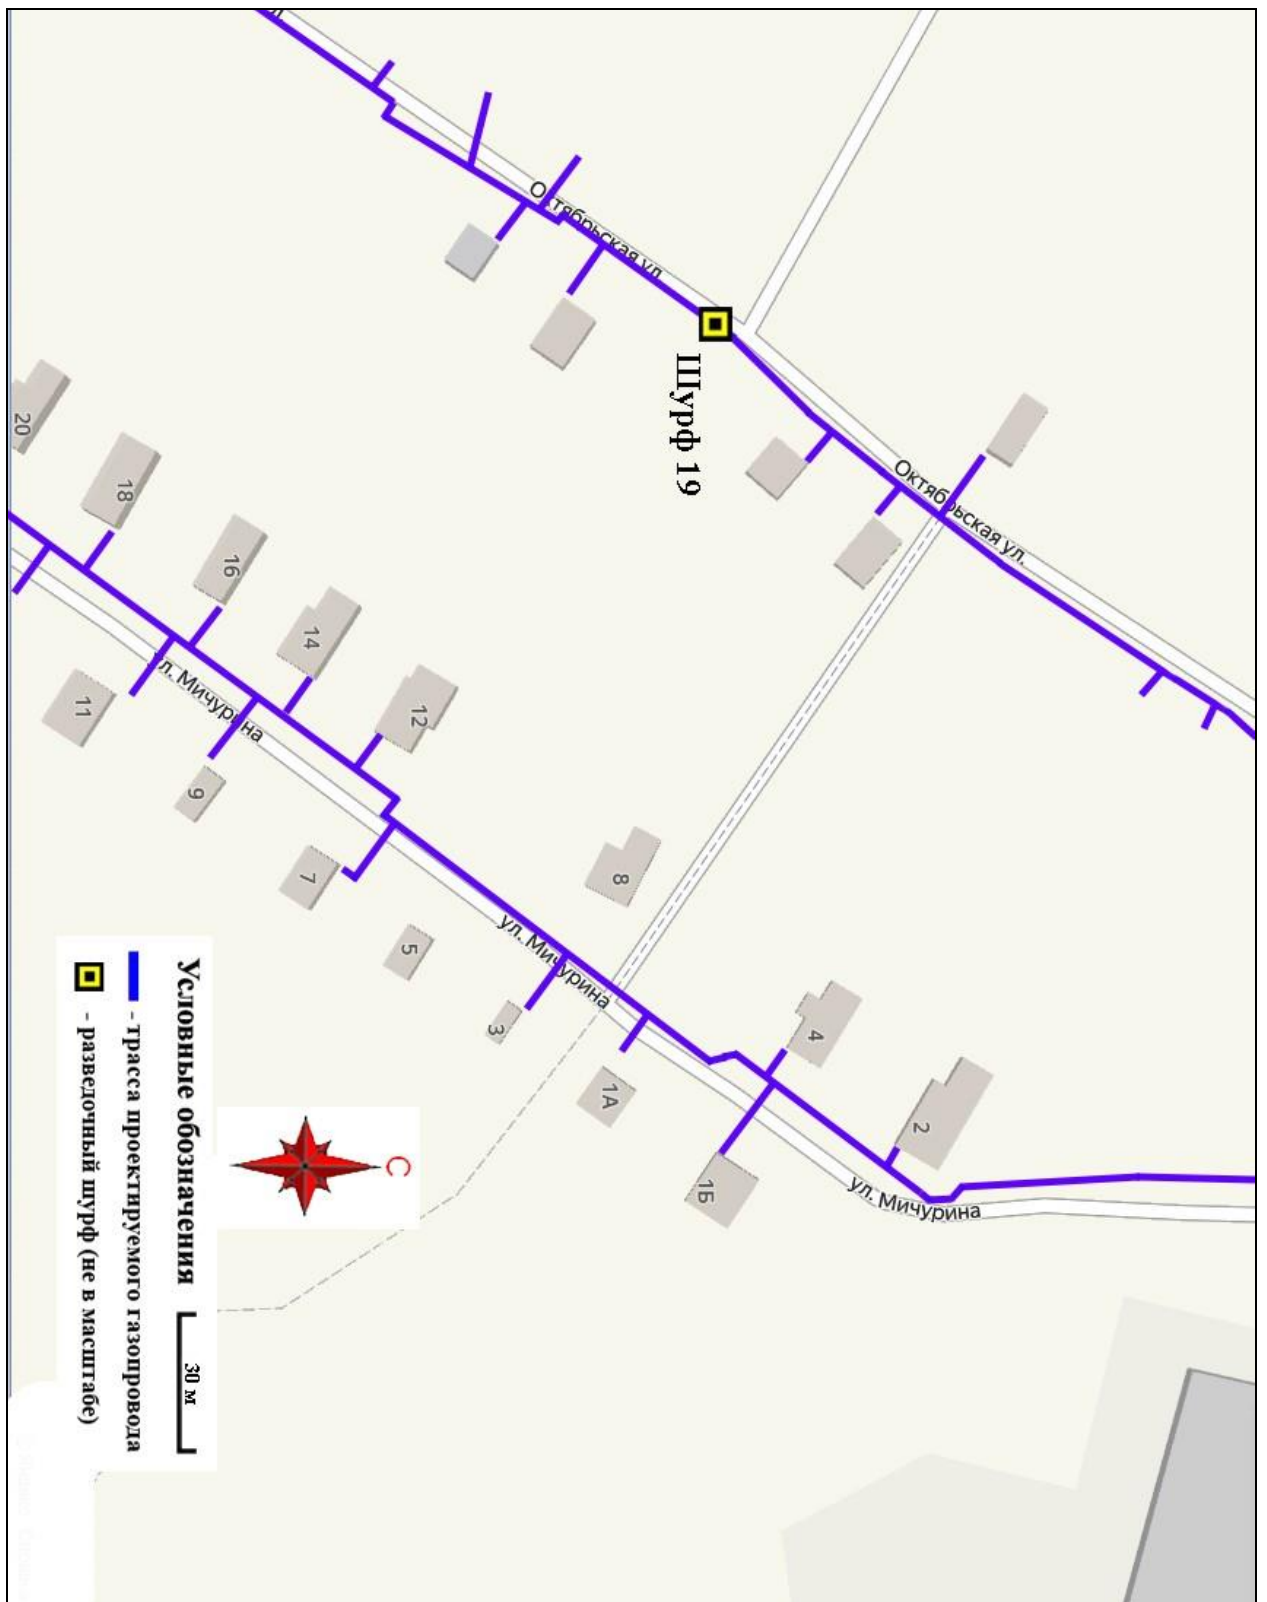 Октябрьская ул.
Октябрьская ул.
Шурф 19
20
18
16
14
12
8
4
2
11
ул. Мичурина
9
7
5
ул. Мичурина
3
1А
1Б
ул. Мичурина
С
Условные обозначения
30 м
- трасса проектируемого газопровода
- разведочный шурф (не в масштабе)